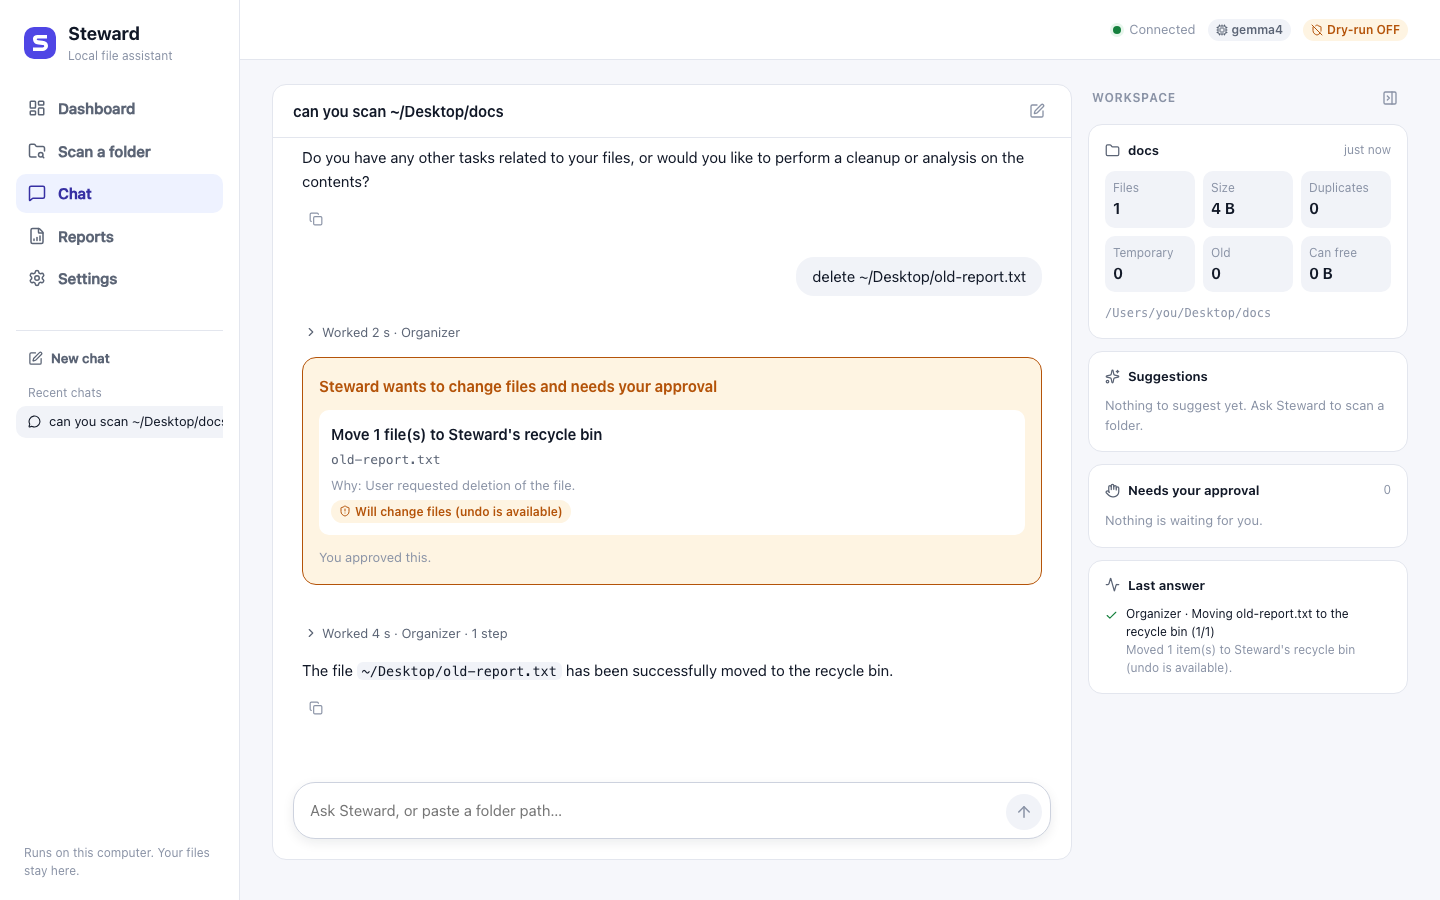 Steward
Local file assistant
Dashboard
Scan a folder
Chat
Reports
Settings
New chat
Recent chats
can you scan ~/Desktop/docs
Runs on this computer. Your files
stay here.
Connected
gemma4
Dry-run OFF
can you scan ~/Desktop/docs
Do you have any other tasks related to your files, or would you like to perform a cleanup or analysis on the
contents?
delete ~/Desktop/old-report.txt
Worked 2 s · Organizer
Steward wants to change files and needs your approval
Move 1 file(s) to Steward's recycle bin
old-report.txt
Why: User requested deletion of the file.
Will change files (undo is available)
You approved this.
Worked 4 s · Organizer · 1 step
The file ~/Desktop/old-report.txt has been successfully moved to the recycle bin.
Ask Steward, or paste a folder path...
WORKSPACE
docs
just now
Files
1
Size
4 B
Duplicates
0
Temporary
0
Old
0
Can free
0 B
/Users/you/Desktop/docs
Suggestions
Nothing to suggest yet. Ask Steward to scan a
folder.
Needs your approval
0
Nothing is waiting for you.
Last answer
Organizer · Moving old-report.txt to the
recycle bin (1/1)
Moved 1 item(s) to Steward's recycle bin
(undo is available).